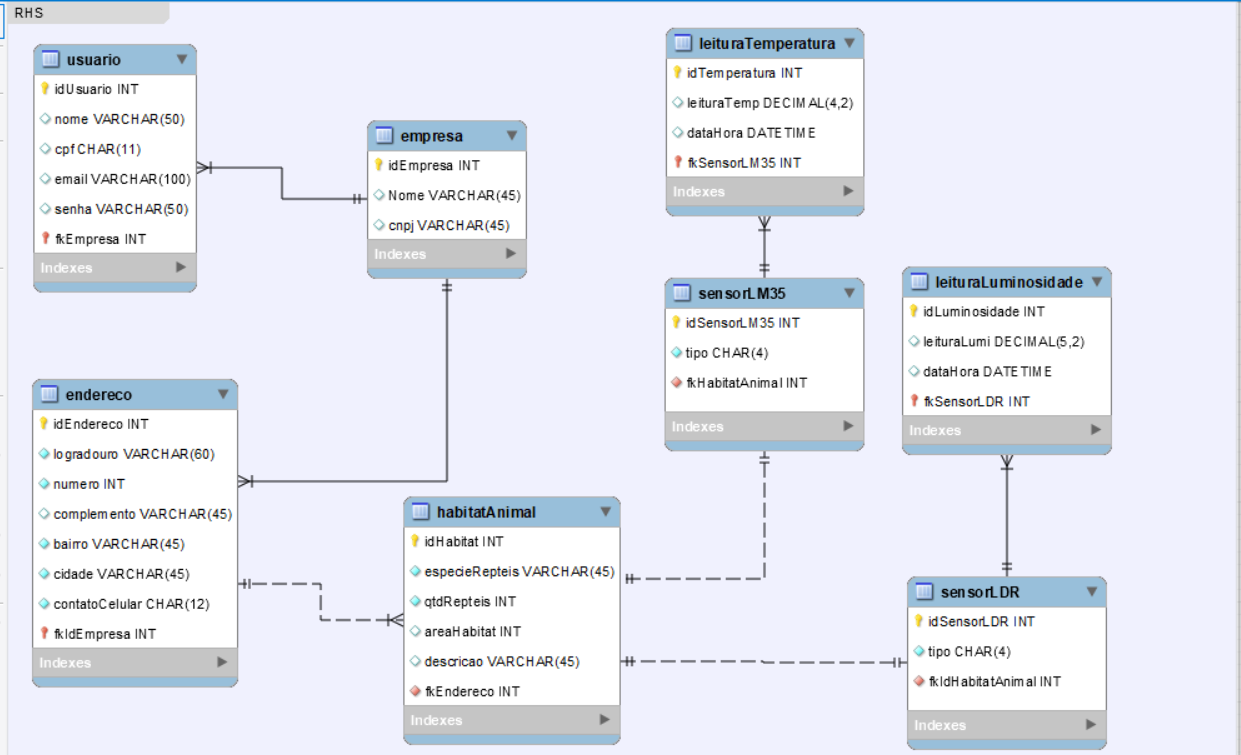 RHS
usuario
idUsuario INT
nome VARCHAR(50)
cpf CHAR(11)
email VARCHAR(100)
senha VARCHAR(50)
fkEmpresa INT
Indexes
empresa
idEmpresa INT
Nome VARCHAR(45)
cnpj VARCHAR(45)
Indexes
leituraTemperatura
idTemperatura INT
leituraTemp DECIMAL(4,2)
dataHora DATETIME
fkSensorLM35 INT
Indexes
sensorLM35
idSensorLM35 INT
tipo CHAR(4)
fkHabitatAnimal INT
Indexes
leituraLuminosidade
idLuminosidade INT
leituraLumi DECIMAL(5,2)
dataHora DATETIME
fkSensorLDR INT
Indexes
endereco
idEndereco INT
logradouro VARCHAR(60)
numero INT
complemento VARCHAR(45)
bairro VARCHAR(45)
cidade VARCHAR(45)
contatoCelular CHAR(12)
fkIdEmpresa INT
Indexes
habitatAnimal
idHabitat INT
especieRepteis VARCHAR(45)
qtdRepteis INT
areaHabitat INT
descricao VARCHAR(45)
fkEndereco INT
Indexes
sensorLDR
idSensorLDR INT
tipo CHAR(4)
fkIdHabitatAnimal INT
Indexes